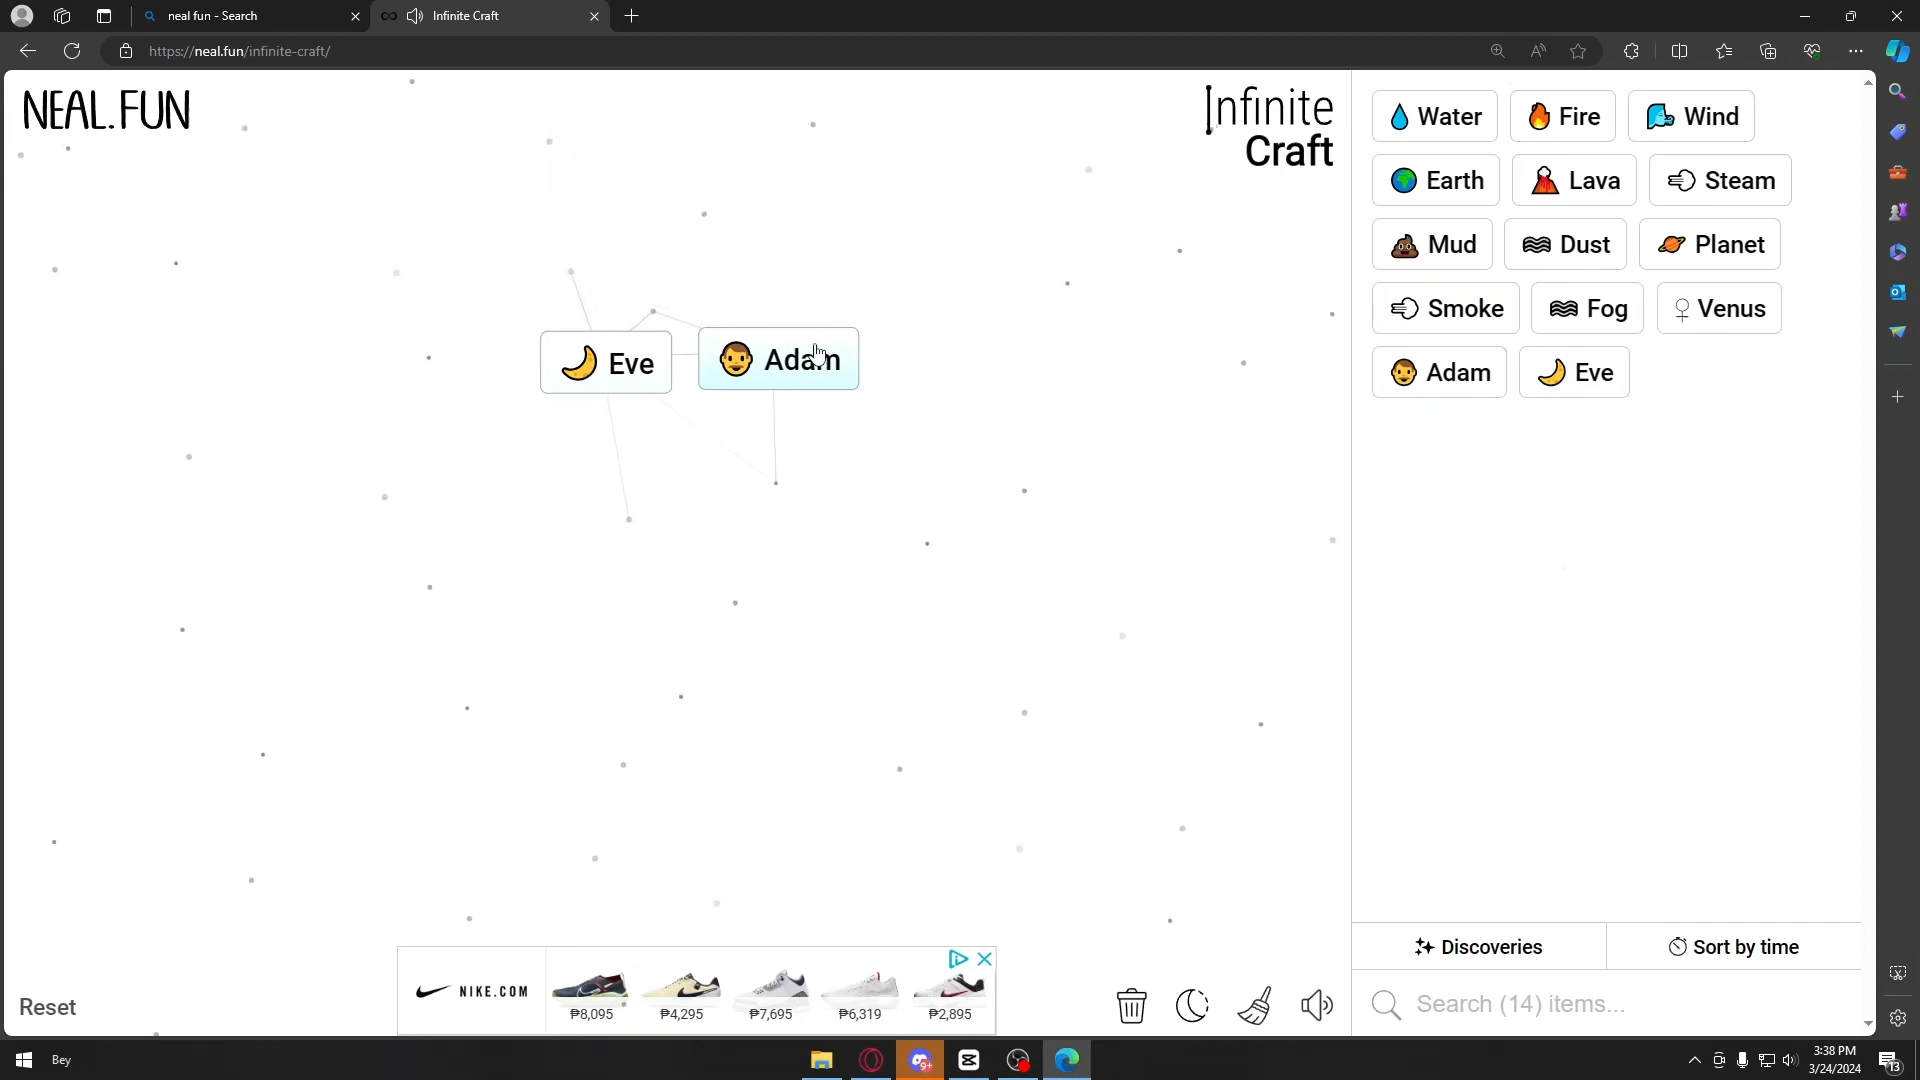 neal fun - Search
Infinite Craft
https://neal.fun/infinite-craft/
NEAL.FUN
Infinite
Craft
Water
Fire
Wind
Earth
Lava
Steam
Mud
Dust
Planet
Smoke
Fog
Venus
Adam
Eve
Eve
Adam
Discoveries
Sort by time
Search (14) items...
Reset
NIKE.COM
₱8,095
₱4,295
₱7,695
₱6,319
₱2,895
Bey
9+
3:38 PM
3/24/2024
13